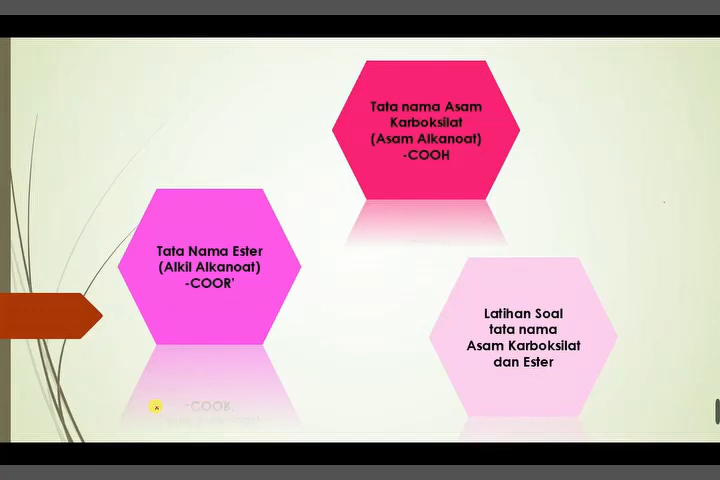 Tata nama Asam
Karboksilat
(Asam Alkanoat)
-COOH
Tata Nama Ester
(Alkil Alkanoat)
-COOR'
Latihan Soal
tata nama
Asam Karboksilat
dan Ester